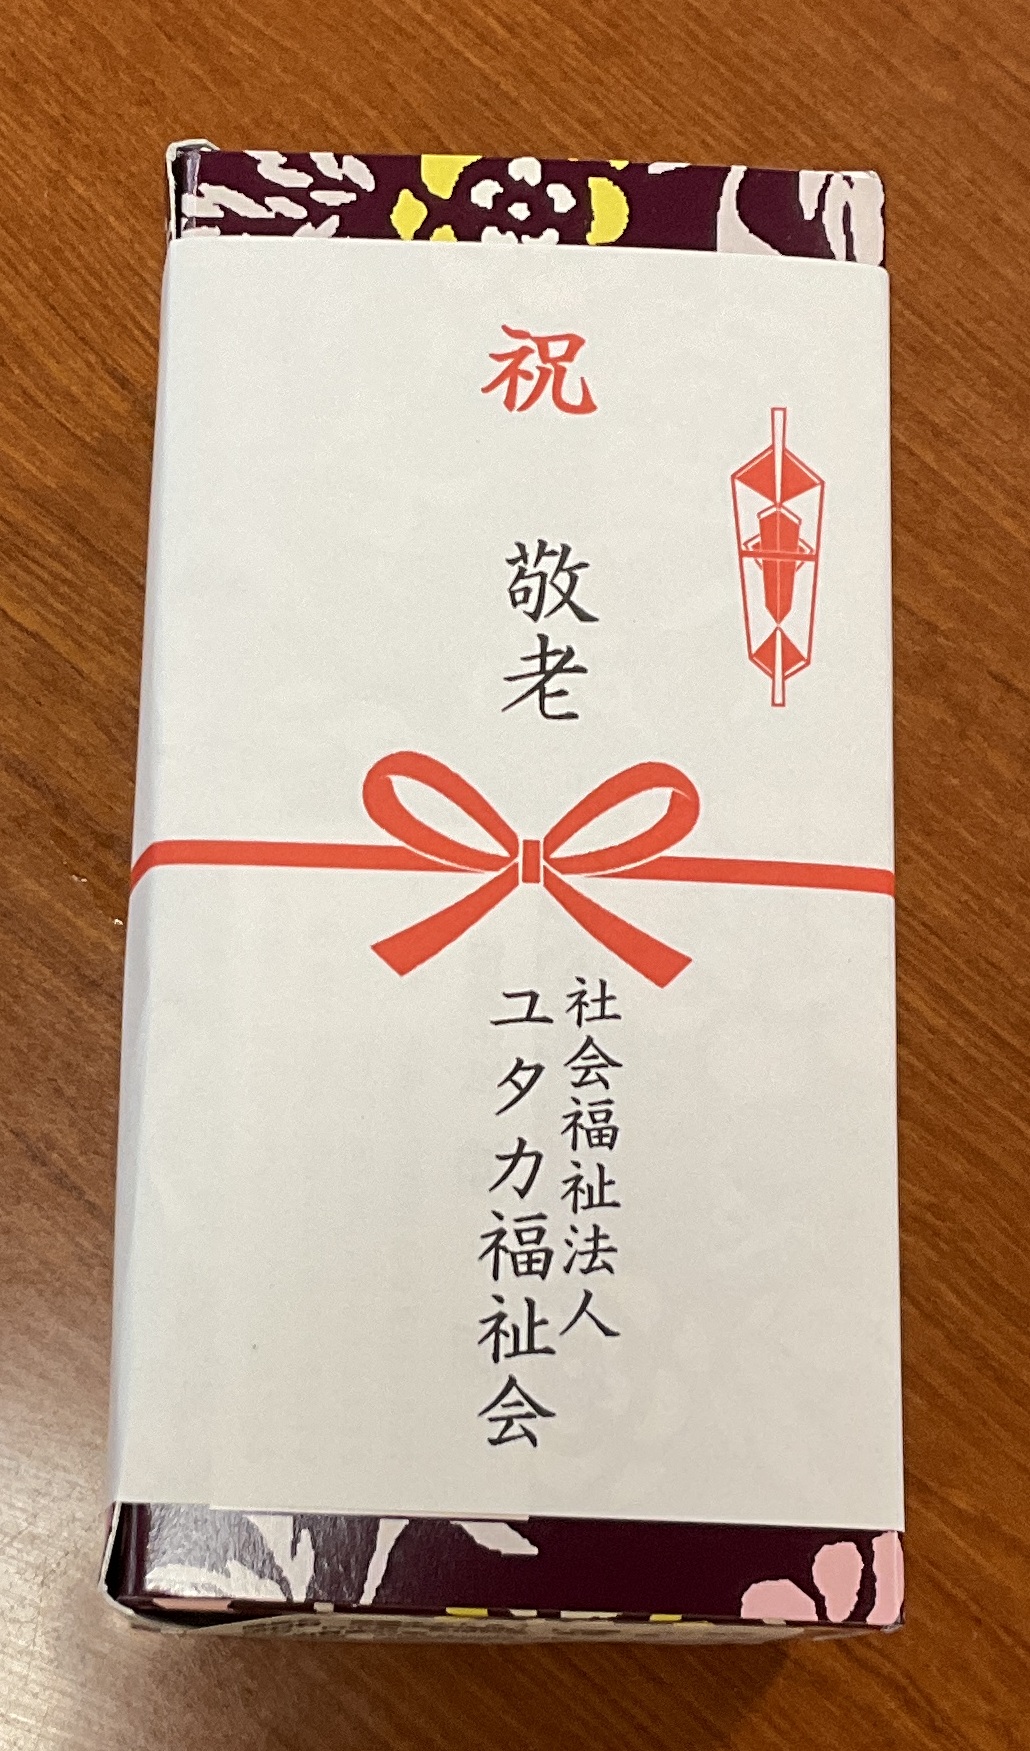 祝
敬老
社会福祉法人
ユタカ福祉会